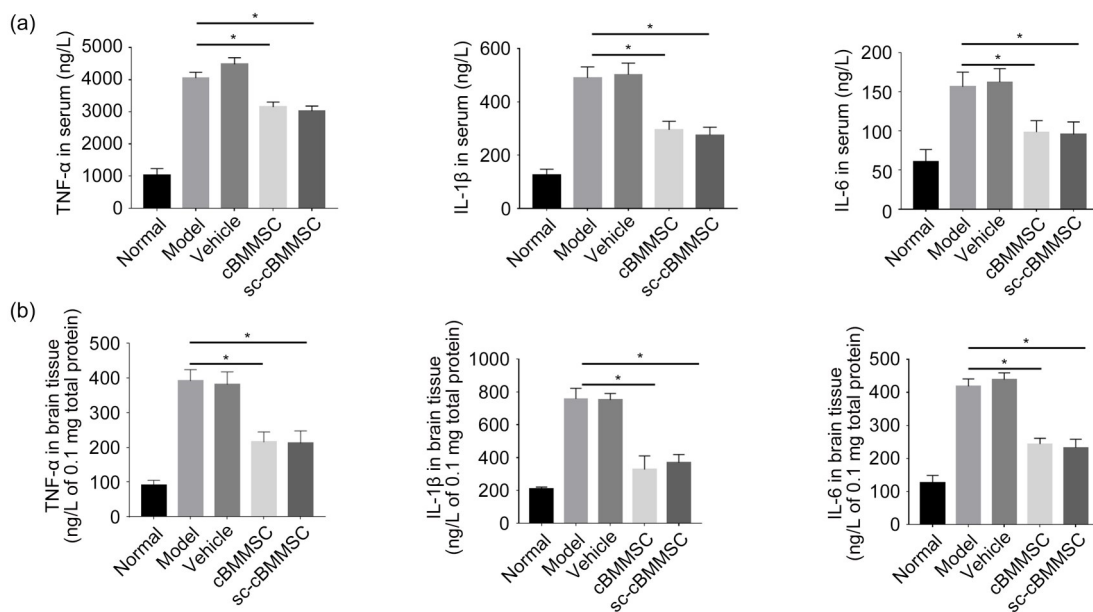 (a)
TNF-α in serum (ng/L)
5000
4000
3000
2000
1000
0
*
*
Normal
Model
Vehicle
cBMMSC
sc-cBMMSC
IL-1β in serum (ng/L)
600
400
200
0
*
*
Normal
Model
Vehicle
cBMMSC
sc-cBMMSC
IL-6 in serum (ng/L)
200
150
100
50
0
*
*
Normal
Model
Vehicle
cBMMSC
sc-cBMMSC
(b)
TNF-α in brain tissue
(ng/L of 0.1 mg total protein)
500
400
300
200
100
0
*
*
Normal
Model
Vehicle
cBMMSC
sc-cBMMSC
IL-1β in brain tissue
(ng/L of 0.1 mg total protein)
1000
800
600
400
200
0
*
*
Normal
Model
Vehicle
cBMMSC
sc-cBMMSC
IL-6 in brain tissue
(ng/L of 0.1 mg total protein)
500
400
300
200
100
0
*
*
Normal
Model
Vehicle
cBMMSC
sc-cBMMSC